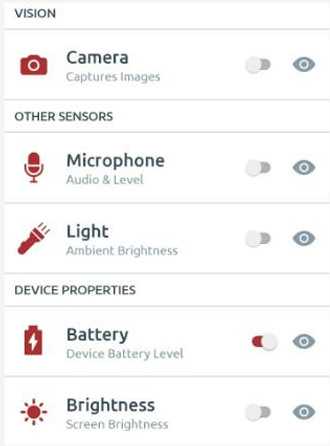 VISION
Camera
Captures Images
OTHER SENSORS
Microphone
Audio & Level
Light
Ambient Brightness
DEVICE PROPERTIES
Battery
Device Battery Level
Brightness
Screen Brightness